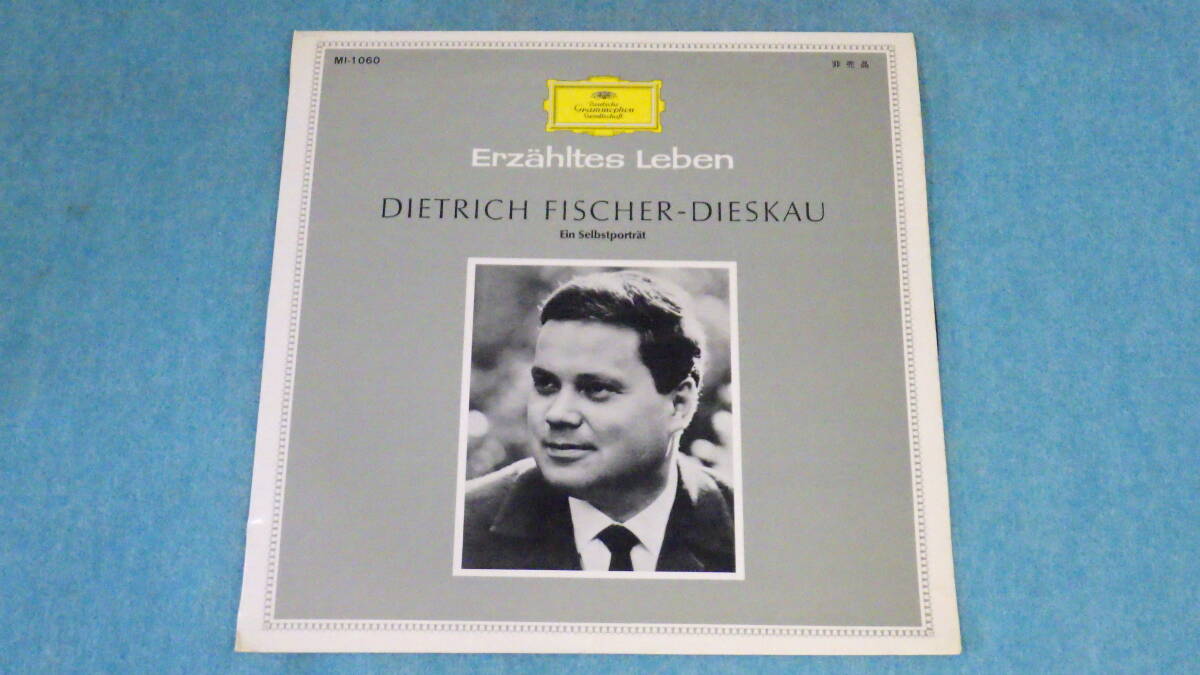 MI-1060
非売品
Deutsche
Grammophon
Gesellschaft
Erzähltes Leben
DIETRICH FISCHER-DIESKAU
Ein Selbstporträt